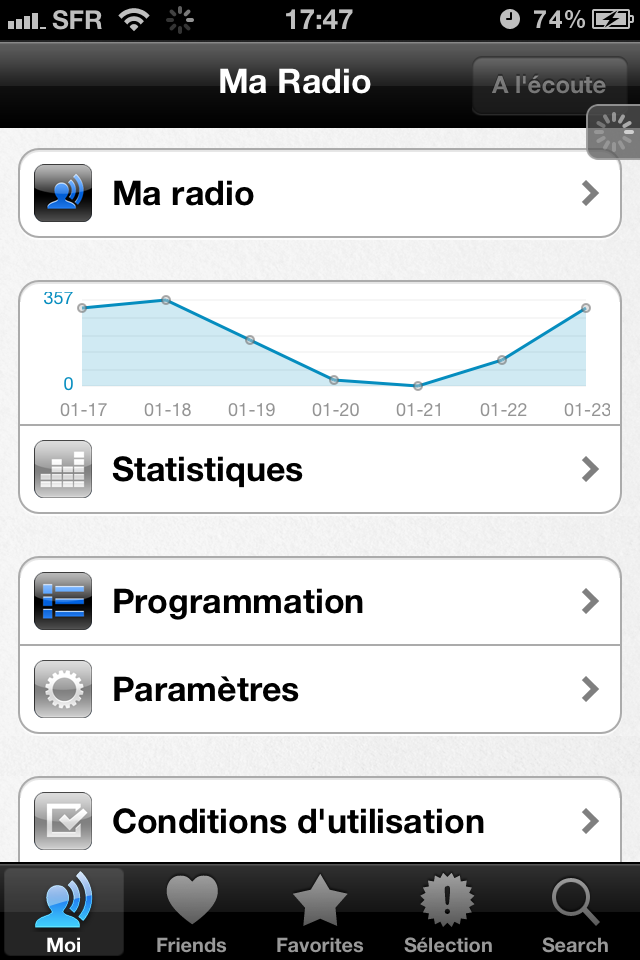 SFR 17:47 74%
Ma Radio A l'écoute
Ma radio
357
0
01-17 01-18 01-19 01-20 01-21 01-22 01-23
Statistiques
Programmation
Paramètres
Conditions d'utilisation
Moi Friends Favorites Sélection Search